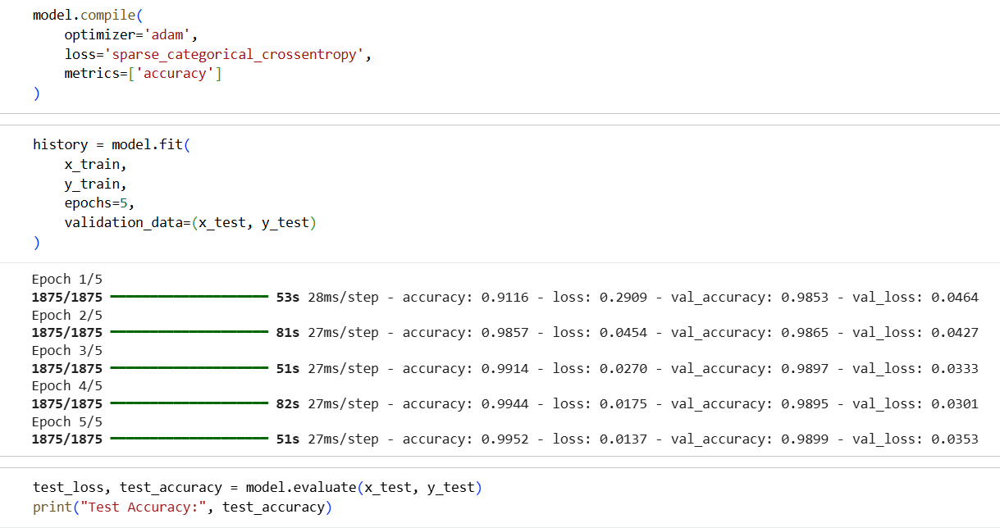 model.compile(
    optimizer='adam',
    loss='sparse_categorical_crossentropy',
    metrics=['accuracy']
)
history = model.fit(
    x_train,
    y_train,
    epochs=5,
    validation_data=(x_test, y_test)
)
Epoch 1/5
1875/1875 53s 28ms/step - accuracy: 0.9116 - loss: 0.2909 - val_accuracy: 0.9853 - val_loss: 0.0464
Epoch 2/5
1875/1875 81s 27ms/step - accuracy: 0.9857 - loss: 0.0454 - val_accuracy: 0.9865 - val_loss: 0.0427
Epoch 3/5
1875/1875 51s 27ms/step - accuracy: 0.9914 - loss: 0.0270 - val_accuracy: 0.9897 - val_loss: 0.0333
Epoch 4/5
1875/1875 82s 27ms/step - accuracy: 0.9944 - loss: 0.0175 - val_accuracy: 0.9895 - val_loss: 0.0301
Epoch 5/5
1875/1875 51s 27ms/step - accuracy: 0.9952 - loss: 0.0137 - val_accuracy: 0.9899 - val_loss: 0.0353
test_loss, test_accuracy = model.evaluate(x_test, y_test)
print("Test Accuracy:", test_accuracy)